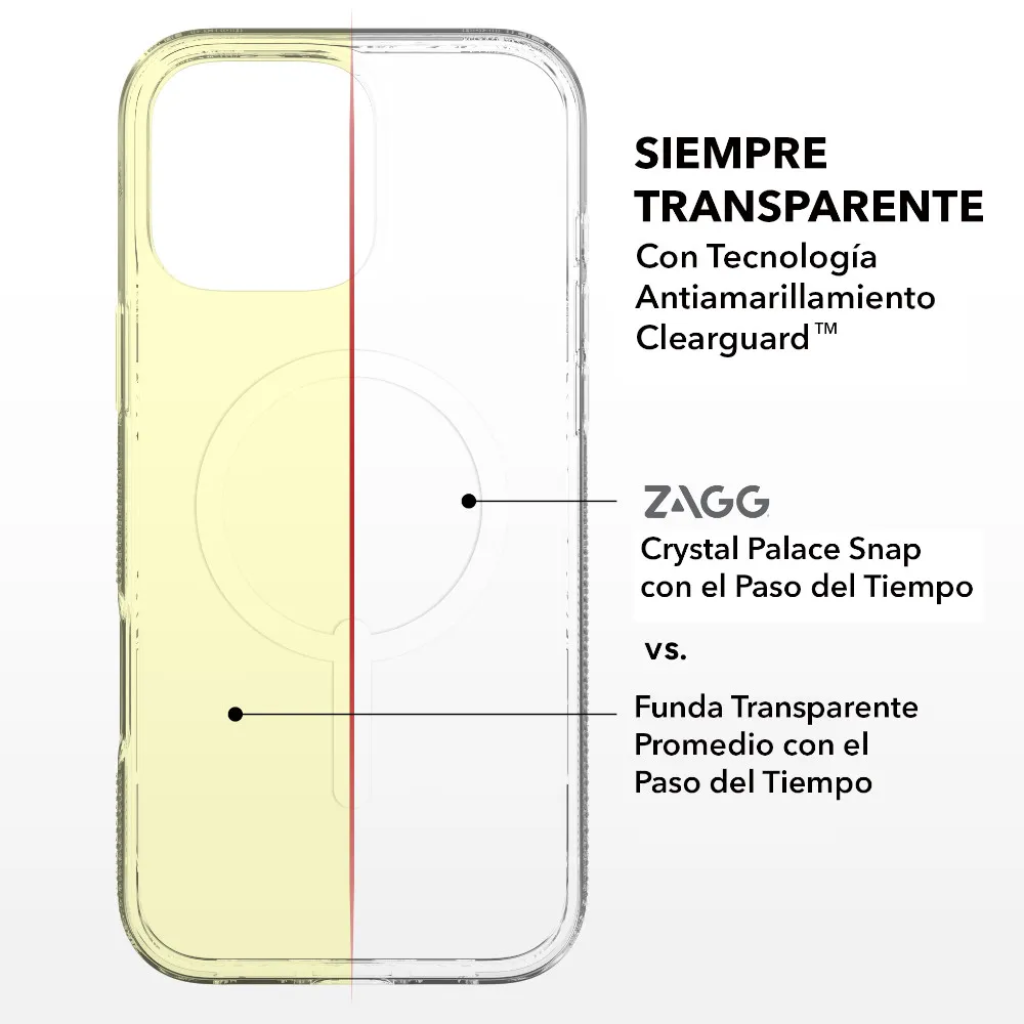 SIEMPRE
TRANSPARENTE
Con Tecnología
Antiamarillamiento
Clearguard™
ZAGG
Crystal Palace Snap
con el Paso del Tiempo
vs.
Funda Transparente
Promedio con el
Paso del Tiempo